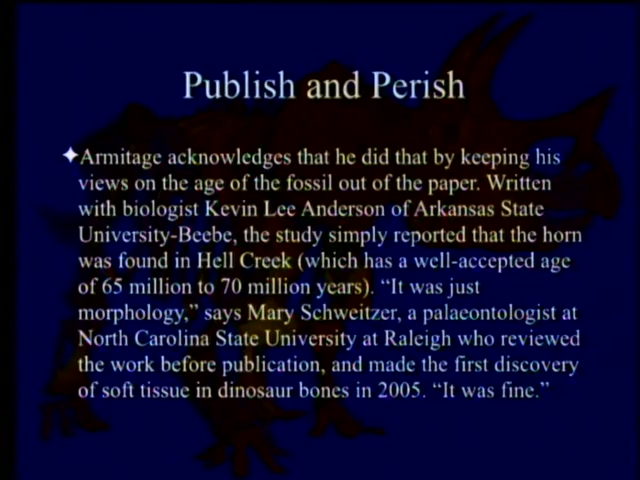 Publish and Perish
Armitage acknowledges that he did that by keeping his
views on the age of the fossil out of the paper. Written
with biologist Kevin Lee Anderson of Arkansas State
University-Beebe, the study simply reported that the horn
was found in Hell Creek (which has a well-accepted age
of 65 million to 70 million years). “It was just
morphology,” says Mary Schweitzer, a palaeontologist at
North Carolina State University at Raleigh who reviewed
the work before publication, and made the first discovery
of soft tissue in dinosaur bones in 2005. “It was fine.”